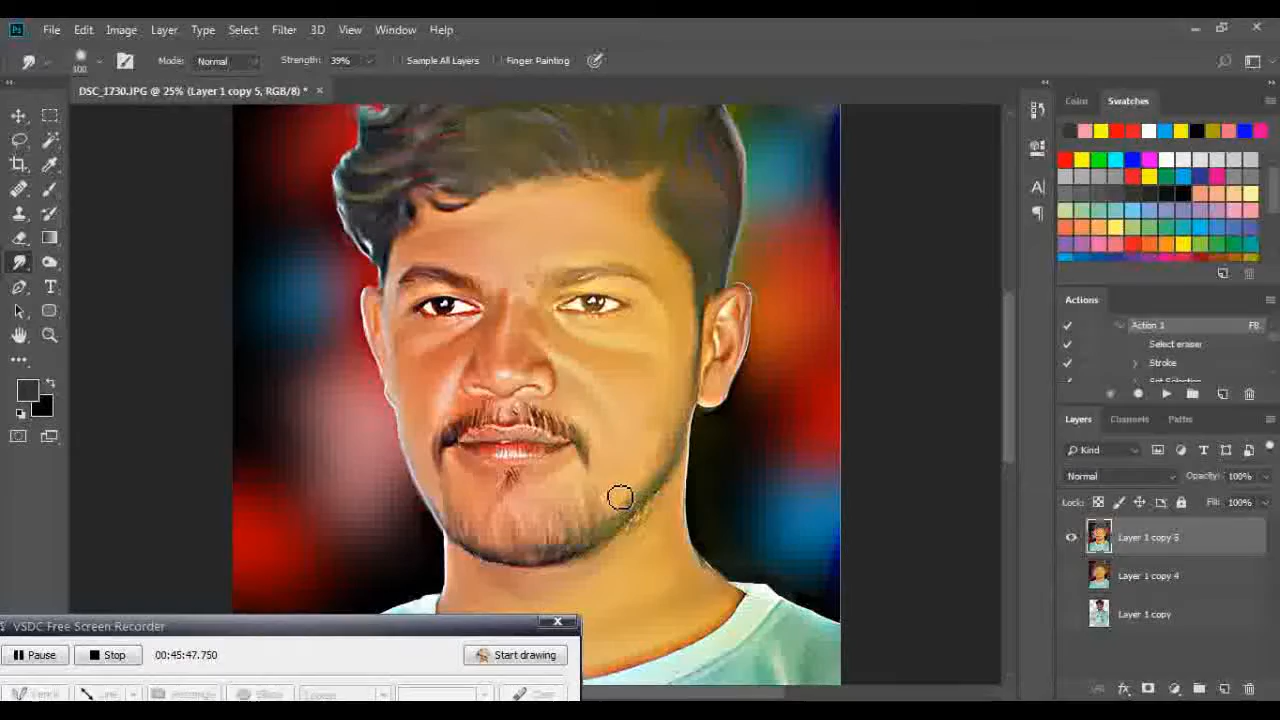 Ps File Edit Image Layer Type Select Filter 3D View Window Help
100 Mode: Normal Strength: 39% Sample All Layers Finger Painting
DSC_1730.JPG @ 25% (Layer 1 copy 5, RGB/8) *
Color Swatches
Actions
Action 1 F8
Select eraser
Stroke
Layers Channels Paths
Kind
Normal Opacity: 100%
Lock: Fill: 100%
Layer 1 copy 5
Layer 1 copy 4
Layer 1 copy
VSDC Free Screen Recorder
Pause Stop 00:45:47.750 Start drawing